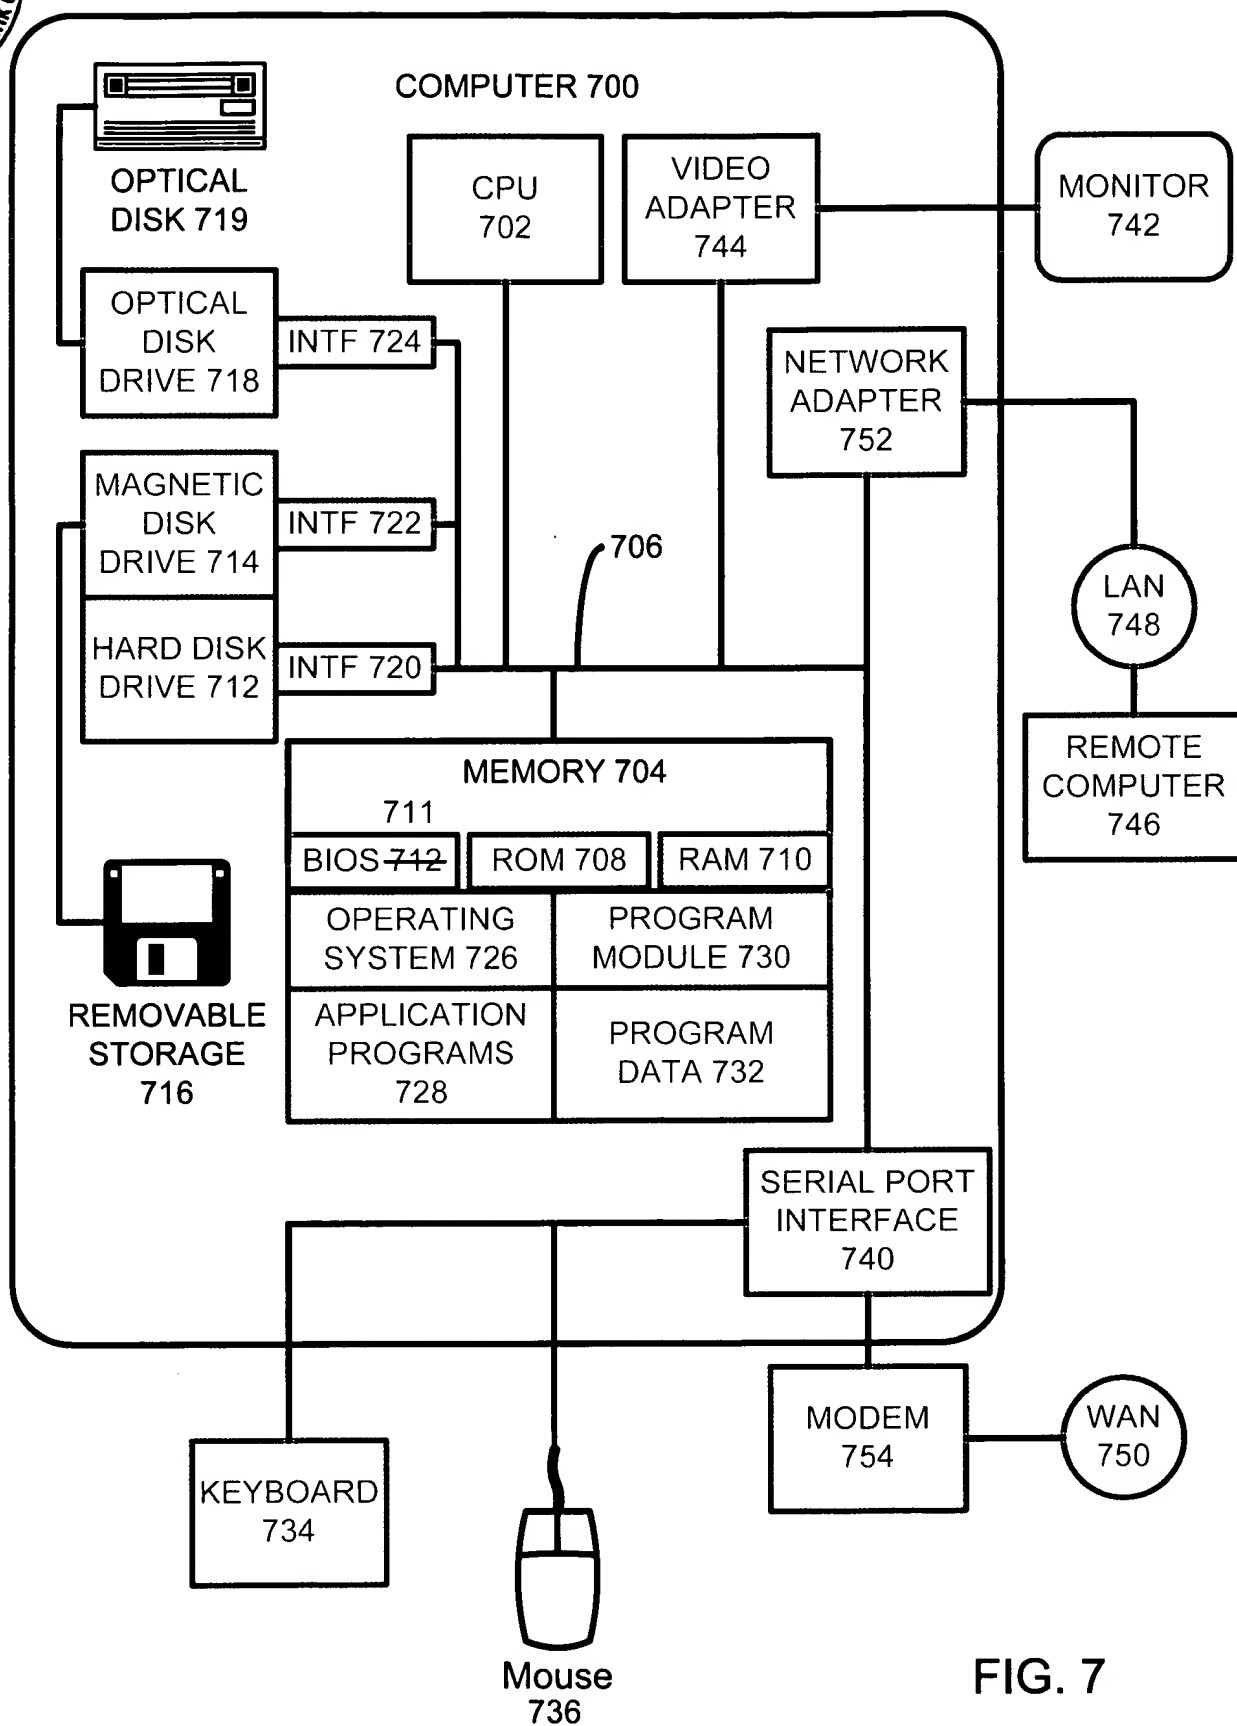 COMPUTER 700
OPTICAL
DISK 719
CPU
702
VIDEO
ADAPTER
744
MONITOR
742
OPTICAL
DISK
DRIVE 718
INTF 724
NETWORK
ADAPTER
752
MAGNETIC
DISK
DRIVE 714
INTF 722
706
LAN
748
HARD DISK
DRIVE 712
INTF 720
REMOTE
COMPUTER
746
MEMORY 704
711
BIOS 712
ROM 708
RAM 710
OPERATING
SYSTEM 726
PROGRAM
MODULE 730
APPLICATION
PROGRAMS
728
PROGRAM
DATA 732
REMOVABLE
STORAGE
716
SERIAL PORT
INTERFACE
740
MODEM
754
WAN
750
KEYBOARD
734
Mouse
736
FIG. 7